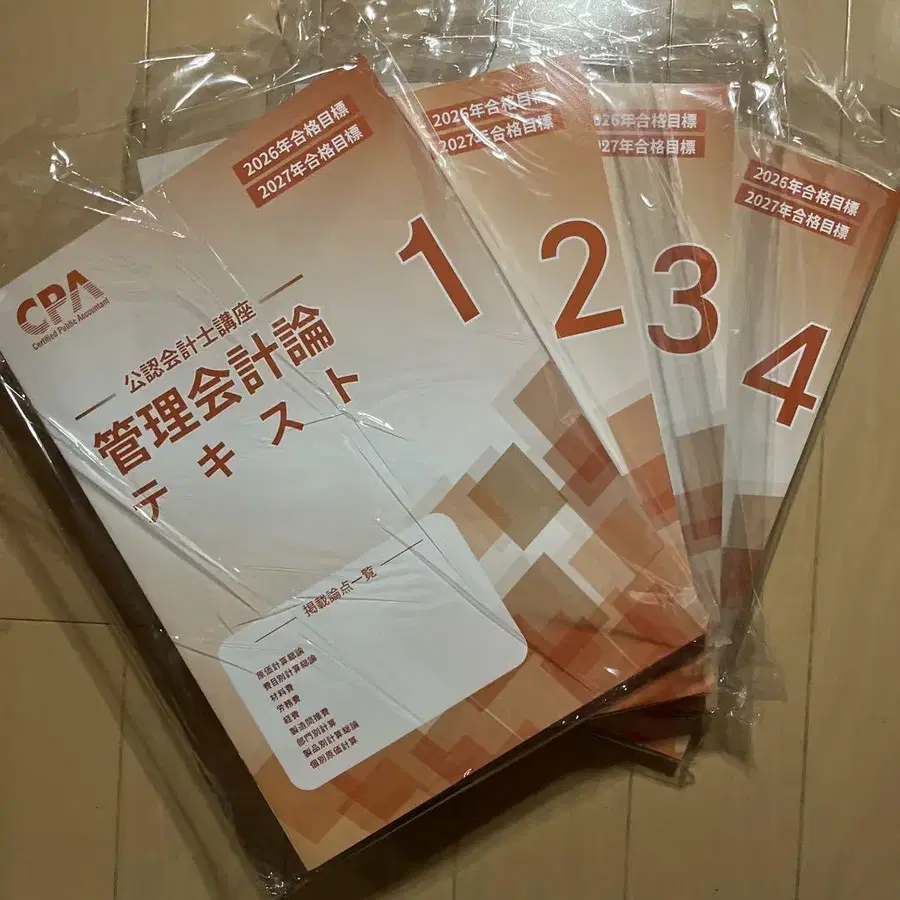 2026年合格目標
2027年合格目標
CPA
Certified Public Accountant
公認会計士講座
管理会計論
テキスト
1
掲載論点一覧
原価計算総論
費目別計算総論
材料費
労務費
経費
製造間接費
部門別計算
製品別計算総論
個別原価計算
2026年合格目標
2027年合格目標
2
026年合格目標
027年合格目標
3
2026年合格目標
2027年合格目標
4